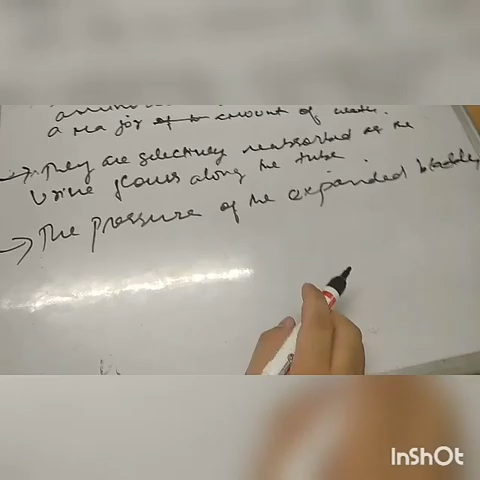 a major amount of water.
→ They are selectively reabsorbed as the
urine flows along the tube.
→ The pressure of the expanded bladder
InShOt